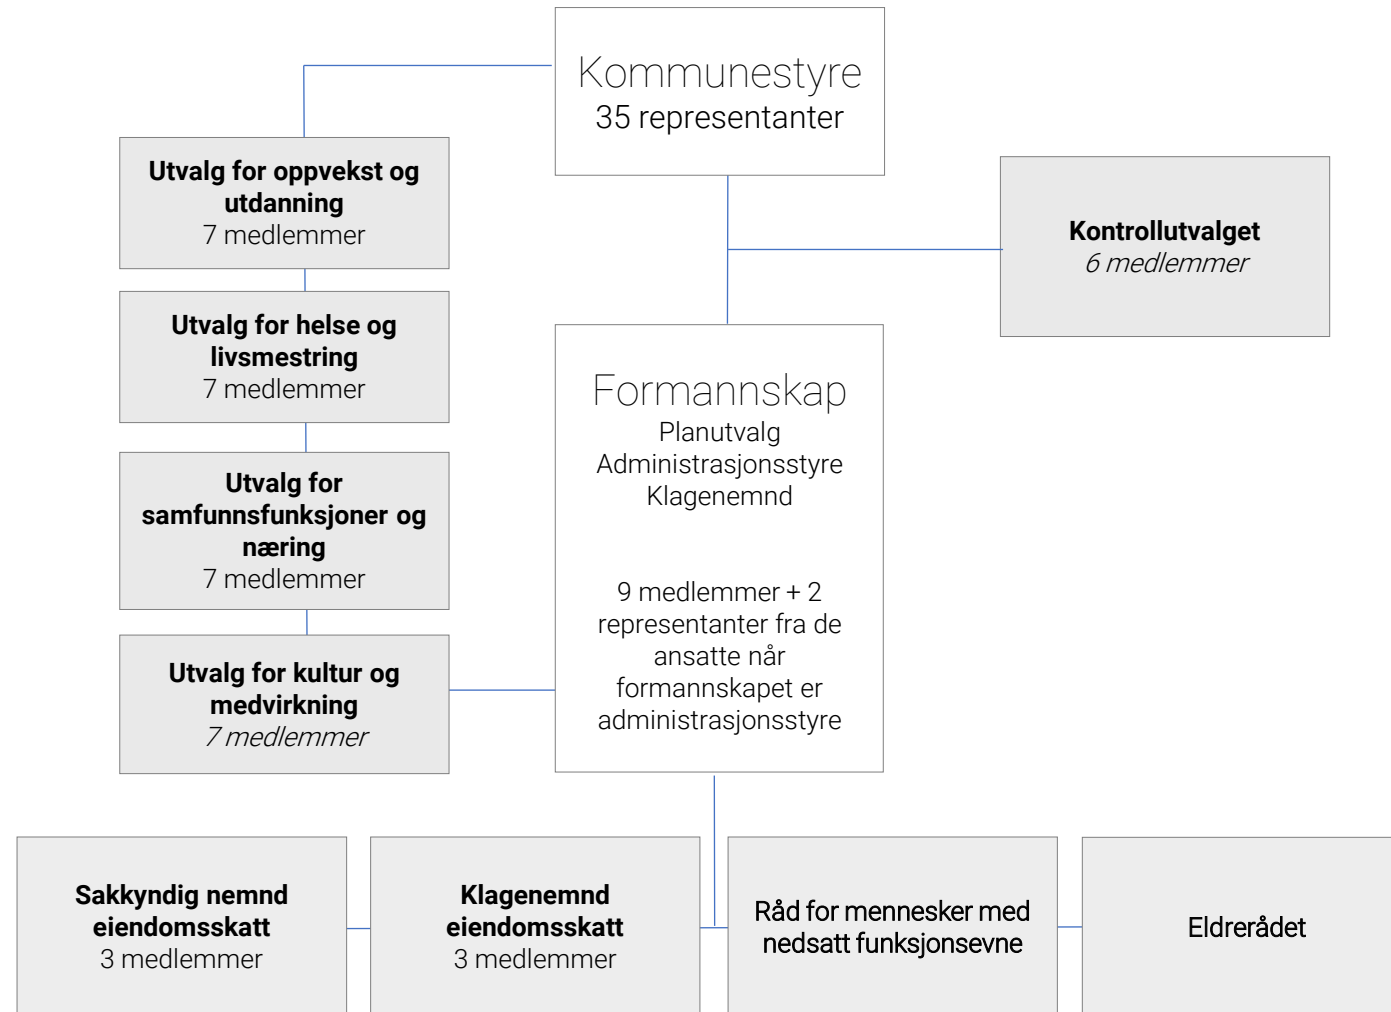 Kommunestyre
35 representanter
Utvalg for oppvekst og
utdanning
7 medlemmer
Kontrollutvalget
6 medlemmer
Utvalg for helse og
livsmestring
7 medlemmer
Formannskap
Planutvalg
Administrasjonsstyre
Klagenemnd
9 medlemmer + 2
representanter fra de
ansatte når
formannskapet er
administrasjonsstyre
Utvalg for
samfunnsfunksjoner og
næring
7 medlemmer
Utvalg for kultur og
medvirkning
7 medlemmer
Sakkyndig nemnd
eiendomsskatt
3 medlemmer
Klagenemnd
eiendomsskatt
3 medlemmer
Råd for mennesker med
nedsatt funksjonsevne
Eldrerådet